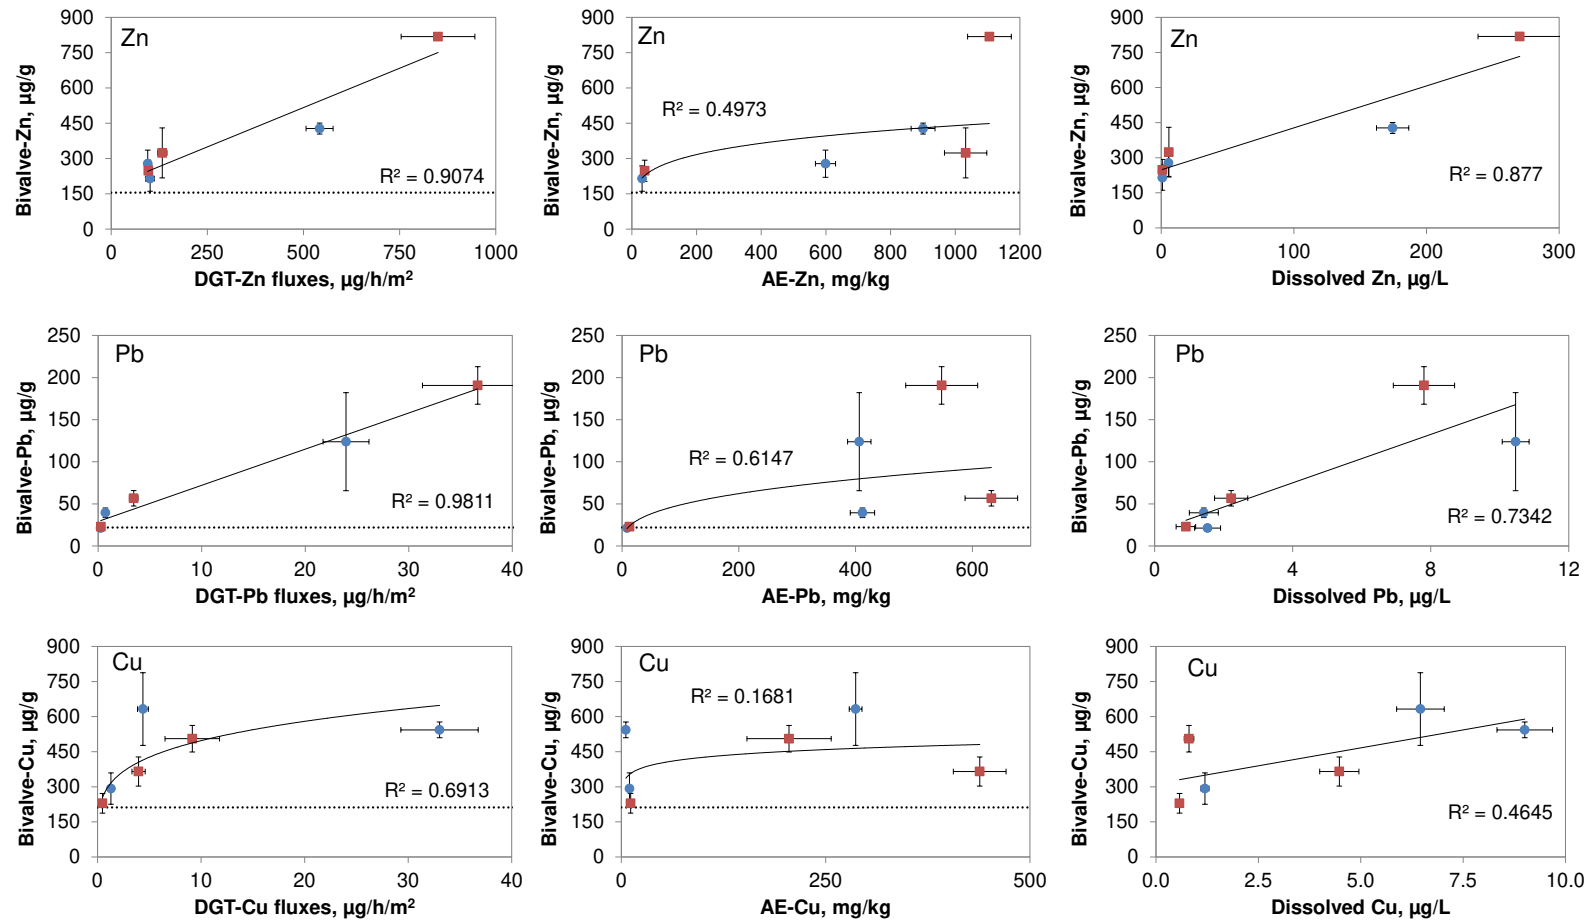 Zn
Bivalve-Zn, µg/g
900
750
600
450
300
150
0
R² = 0.9074
0 250 500 750 1000
DGT-Zn fluxes, µg/h/m²
Zn
Bivalve-Zn, µg/g
900
750
600
450
300
150
0
R² = 0.4973
0 200 400 600 800 1000 1200
AE-Zn, mg/kg
Zn
Bivalve-Zn, µg/g
900
750
600
450
300
150
0
R² = 0.877
0 100 200 300
Dissolved Zn, µg/L
Pb
Bivalve-Pb, µg/g
250
200
150
100
50
0
R² = 0.9811
0 10 20 30 40
DGT-Pb fluxes, µg/h/m²
Pb
Bivalve-Pb, µg/g
250
200
150
100
50
0
R² = 0.6147
0 200 400 600
AE-Pb, mg/kg
Pb
Bivalve-Pb, µg/g
250
200
150
100
50
0
R² = 0.7342
0 4 8 12
Dissolved Pb, µg/L
Cu
Bivalve-Cu, µg/g
900
750
600
450
300
150
0
R² = 0.6913
0 10 20 30 40
DGT-Cu fluxes, µg/h/m²
Cu
Bivalve-Cu, µg/g
900
750
600
450
300
150
0
R² = 0.1681
0 250 500
AE-Cu, mg/kg
Cu
Bivalve-Cu, µg/g
900
750
600
450
300
150
0
R² = 0.4645
0.0 2.5 5.0 7.5 10.0
Dissolved Cu, µg/L